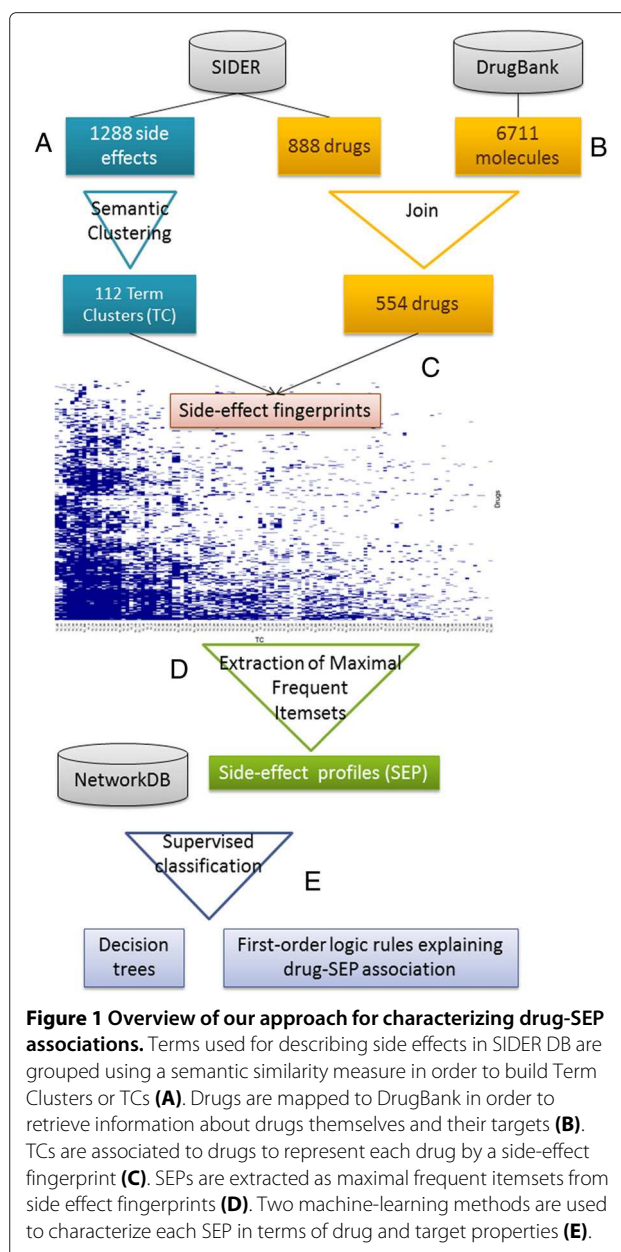 SIDER
DrugBank
A
1288 side
effects
888 drugs
6711
molecules
B
Semantic
Clustering
Join
112 Term
Clusters (TC)
554 drugs
C
Side-effect fingerprints
Drugs
TC
D
Extraction of Maximal
Frequent
Itemsets
NetworkDB
Side-effect profiles (SEP)
Supervised
classification
E
Decision
trees
First-order logic rules explaining
drug-SEP association
Figure 1 Overview of our approach for characterizing drug-SEP
associations. Terms used for describing side effects in SIDER DB are
grouped using a semantic similarity measure in order to build Term
Clusters or TCs (A). Drugs are mapped to DrugBank in order to
retrieve information about drugs themselves and their targets (B).
TCs are associated to drugs to represent each drug by a side-effect
fingerprint (C). SEPs are extracted as maximal frequent itemsets from
side effect fingerprints (D). Two machine-learning methods are used
to characterize each SEP in terms of drug and target properties (E).